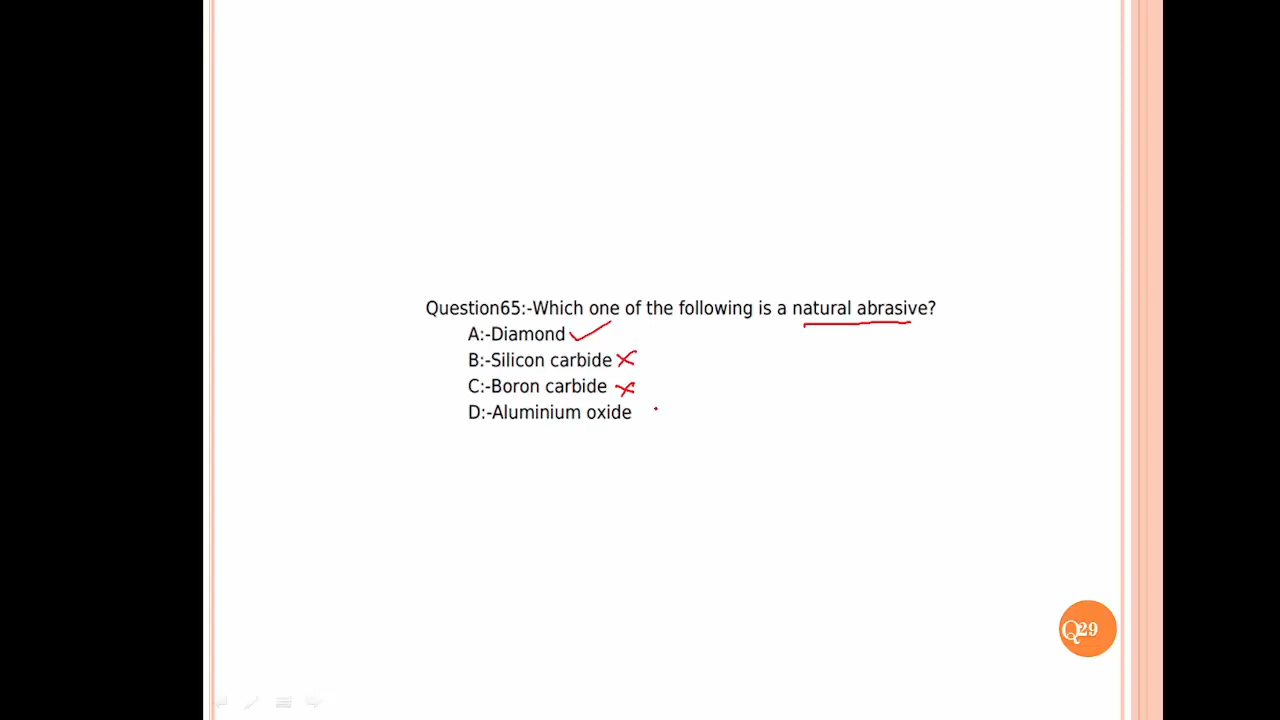 Question65:-Which one of the following is a natural abrasive?
A:-Diamond
B:-Silicon carbide
C:-Boron carbide
D:-Aluminium oxide
Q29